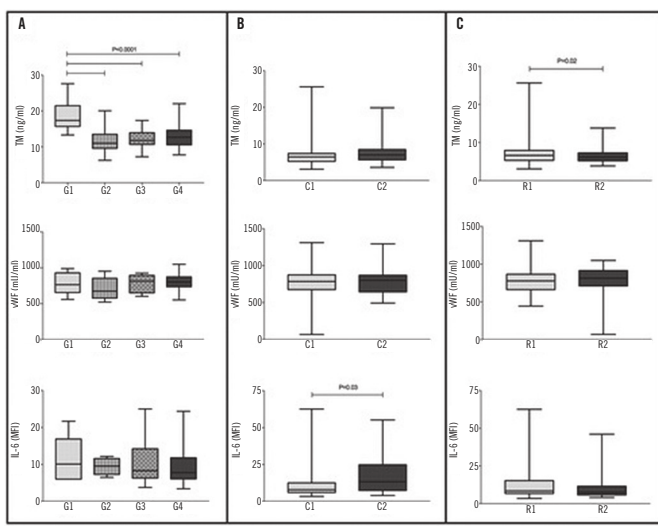 A
P<0.0001
TM (ng/ml)
30
20
10
0
G1 G2 G3 G4
vWF (mU/ml)
1500
1000
500
0
G1 G2 G3 G4
IL-6 (MFI)
30
20
10
0
G1 G2 G3 G4
B
TM (ng/ml)
30
20
10
0
C1 C2
vWF (mU/ml)
1500
1000
500
0
C1 C2
P=0.03
IL-6 (MFI)
75
50
25
0
C1 C2
C
P=0.02
TM (ng/ml)
30
20
10
0
R1 R2
vWF (mU/ml)
1500
1000
500
0
R1 R2
IL-6 (MFI)
75
50
25
0
R1 R2